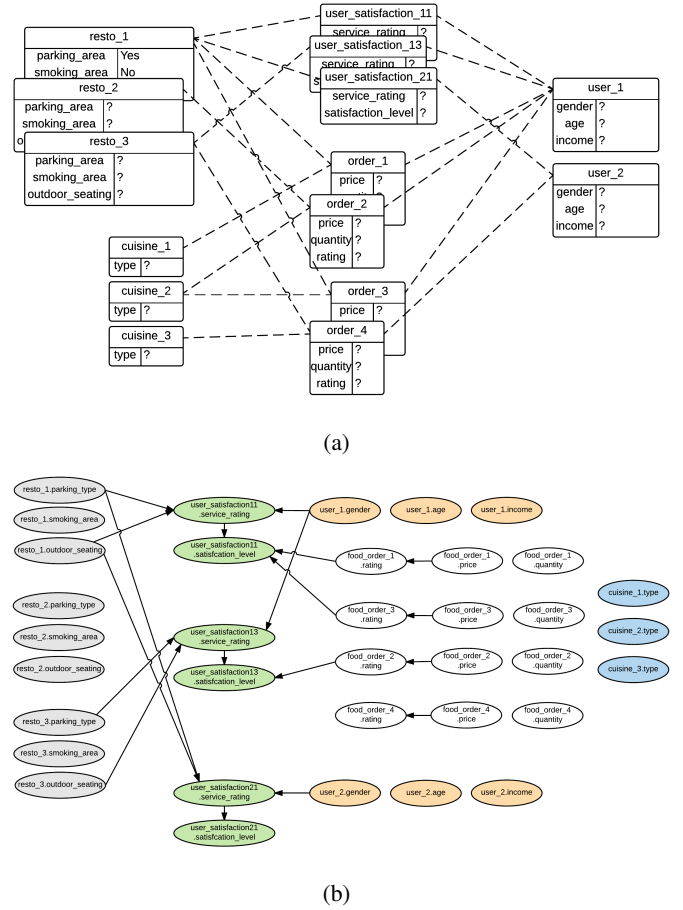 user_satisfaction_11
service_rating ?
resto_1
parking_area Yes
smoking_area No
user_satisfaction_13
service_rating ?
s
user_satisfaction_21
service_rating ?
satisfaction_level ?
resto_2
parking_area ?
smoking_area ?
o
resto_3
parking_area ?
smoking_area ?
outdoor_seating ?
user_1
gender ?
age ?
income ?
user_2
gender ?
age ?
income ?
order_1
price ?
order_2
price ?
quantity ?
rating ?
cuisine_1
type ?
cuisine_2
type ?
cuisine_3
type ?
order_3
price ?
order_4
price ?
quantity ?
rating ?
(a)
resto_1.parking_type
resto_1.smoking_area
resto_1.outdoor_seating
resto_2.parking_type
resto_2.smoking_area
resto_2.outdoor_seating
resto_3.parking_type
resto_3.smoking_area
resto_3.outdoor_seating
user_satisfaction11
.service_rating
user_satisfaction11
.satisfcation_level
user_satisfaction13
.service_rating
user_satisfaction13
.satisfcation_level
user_satisfaction21
.service_rating
user_satisfaction21
.satisfcation_level
user_1.gender
user_1.age
user_1.income
food_order_1
.rating
food_order_1
.price
food_order_1
.quantity
food_order_3
.rating
food_order_3
.price
food_order_3
.quantity
food_order_2
.rating
food_order_2
.price
food_order_2
.quantity
food_order_4
.rating
food_order_4
.price
food_order_4
.quantity
cuisine_1.type
cuisine_2.type
cuisine_3.type
user_2.gender
user_2.age
user_2.income
(b)